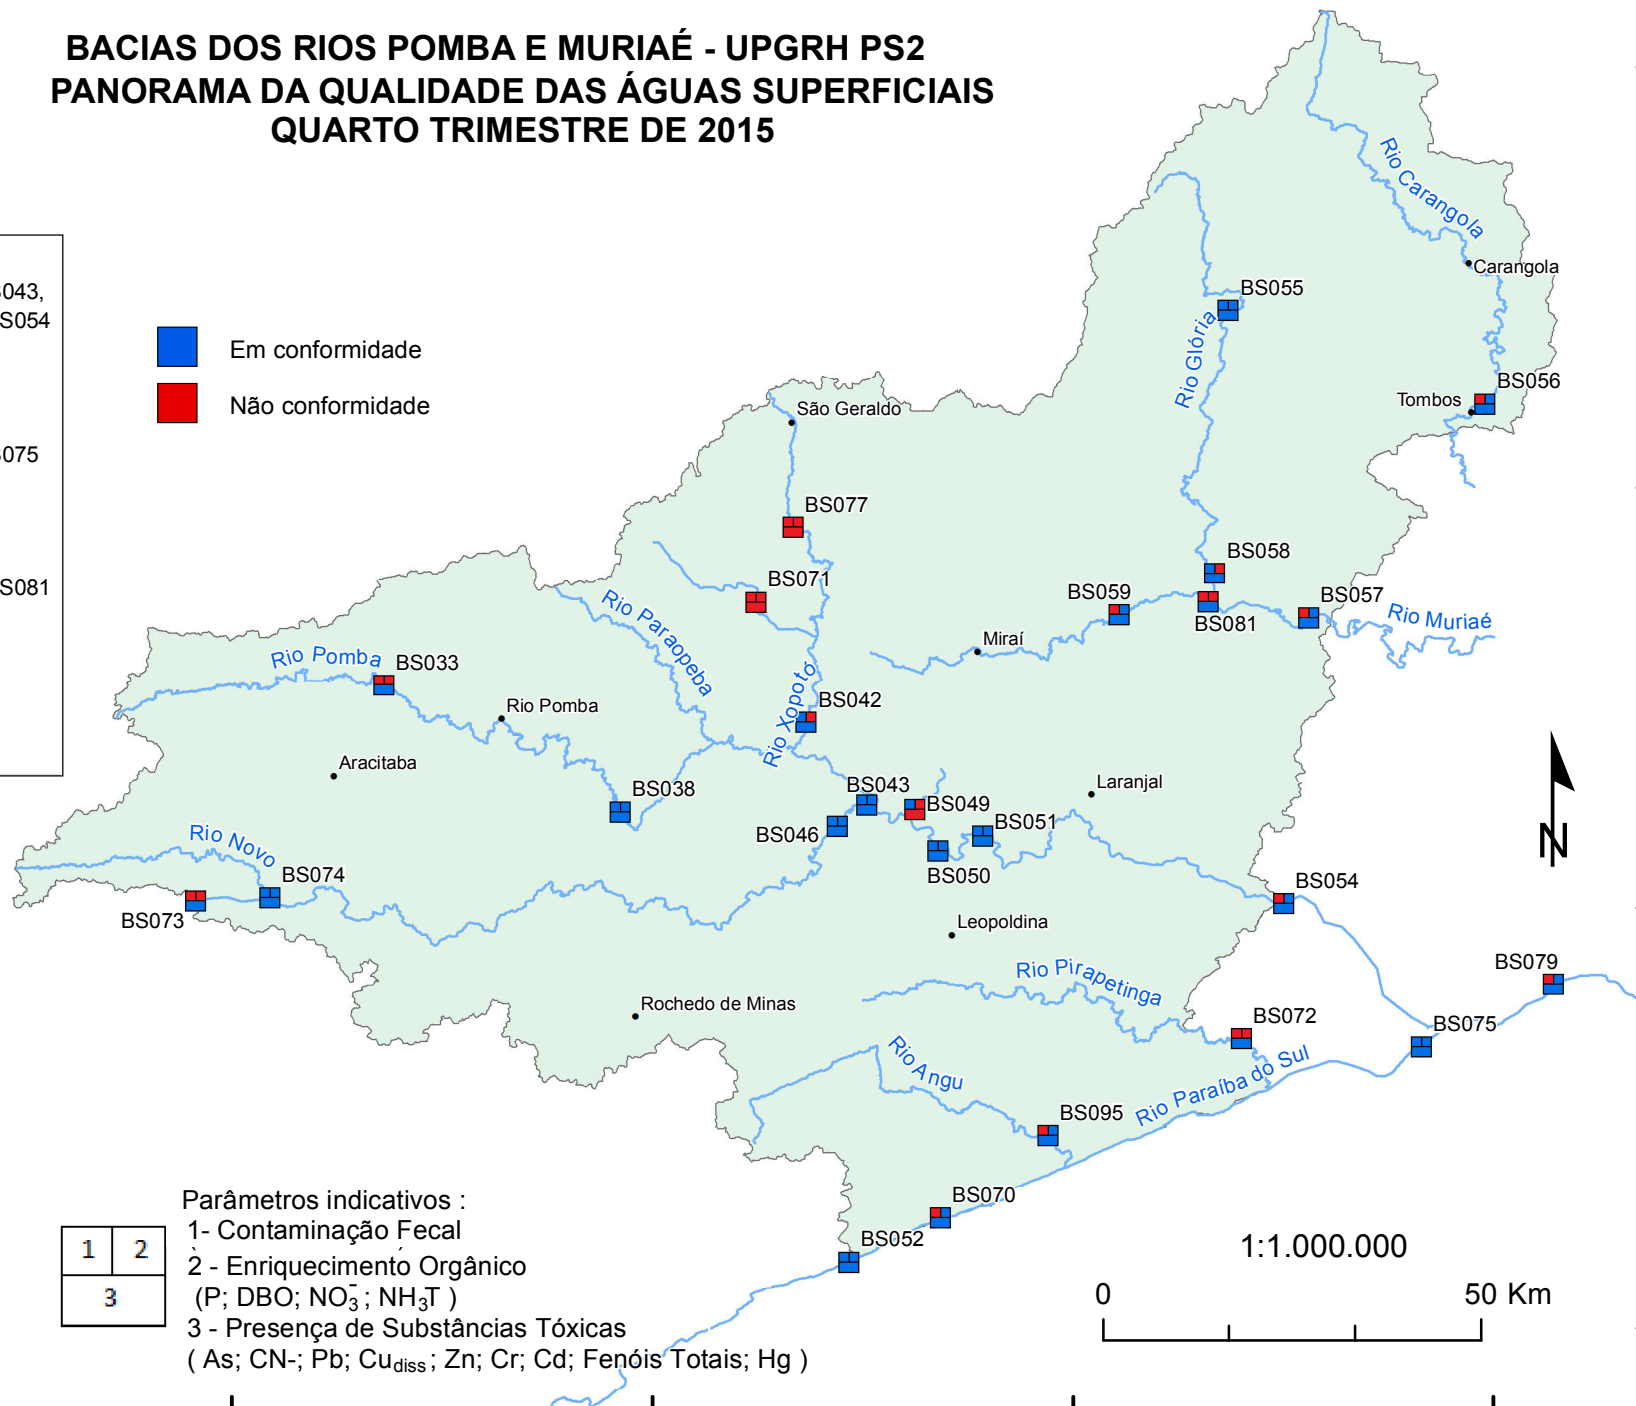 BACIAS DOS RIOS POMBA E MURIAÉ - UPGRH PS2
PANORAMA DA QUALIDADE DAS ÁGUAS SUPERFICIAIS
QUARTO TRIMESTRE DE 2015
Em conformidade
Não conformidade
Rio Carangola
Carangola
BS055
Rio Glória
BS056
Tombos
São Geraldo
BS077
BS071
BS058
BS059
BS081
BS057
Rio Muriaé
Miraí
Rio Paraopeba
Rio Pomba
BS033
Rio Pomba
Rio Xopotó
BS042
Aracitaba
BS038
BS043
BS049
BS046
BS051
BS050
Laranjal
Rio Novo
BS074
BS073
BS054
Leopoldina
Rio Pirapetinga
BS079
Rochedo de Minas
BS072
BS075
Rio Angu
Rio Paraíba do Sul
BS095
BS070
BS052
N
Parâmetros indicativos :
1 2
3
1- Contaminação Fecal
2 - Enriquecimento Orgânico
(P; DBO; NO₃⁻; NH₃T )
3 - Presença de Substâncias Tóxicas
( As; CN-; Pb; Cudiss; Zn; Cr; Cd; Fenóis Totais; Hg )
1:1.000.000
0 50 Km